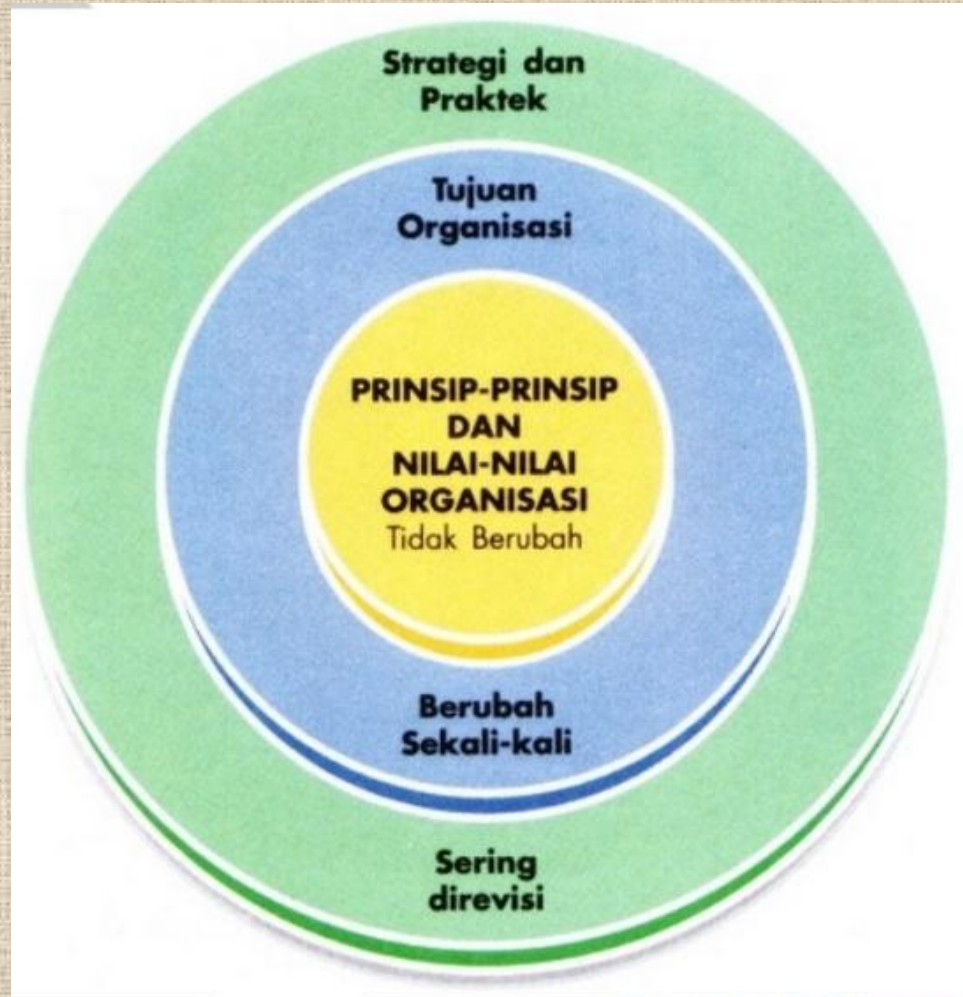 Strategi dan
Praktek
Tujuan
Organisasi
PRINSIP-PRINSIP
DAN
NILAI-NILAI
ORGANISASI
Tidak Berubah
Berubah
Sekali-kali
Sering
direvisi